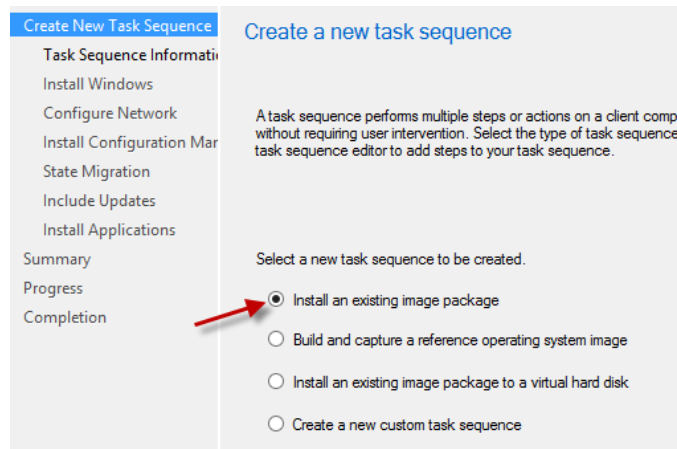 Create New Task Sequence
Task Sequence Informati
Install Windows
Configure Network
Install Configuration Mar
State Migration
Include Updates
Install Applications
Summary
Progress
Completion
Create a new task sequence
A task sequence performs multiple steps or actions on a client comp
without requiring user intervention. Select the type of task sequence
task sequence editor to add steps to your task sequence.
Select a new task sequence to be created.
Install an existing image package
Build and capture a reference operating system image
Install an existing image package to a virtual hard disk
Create a new custom task sequence